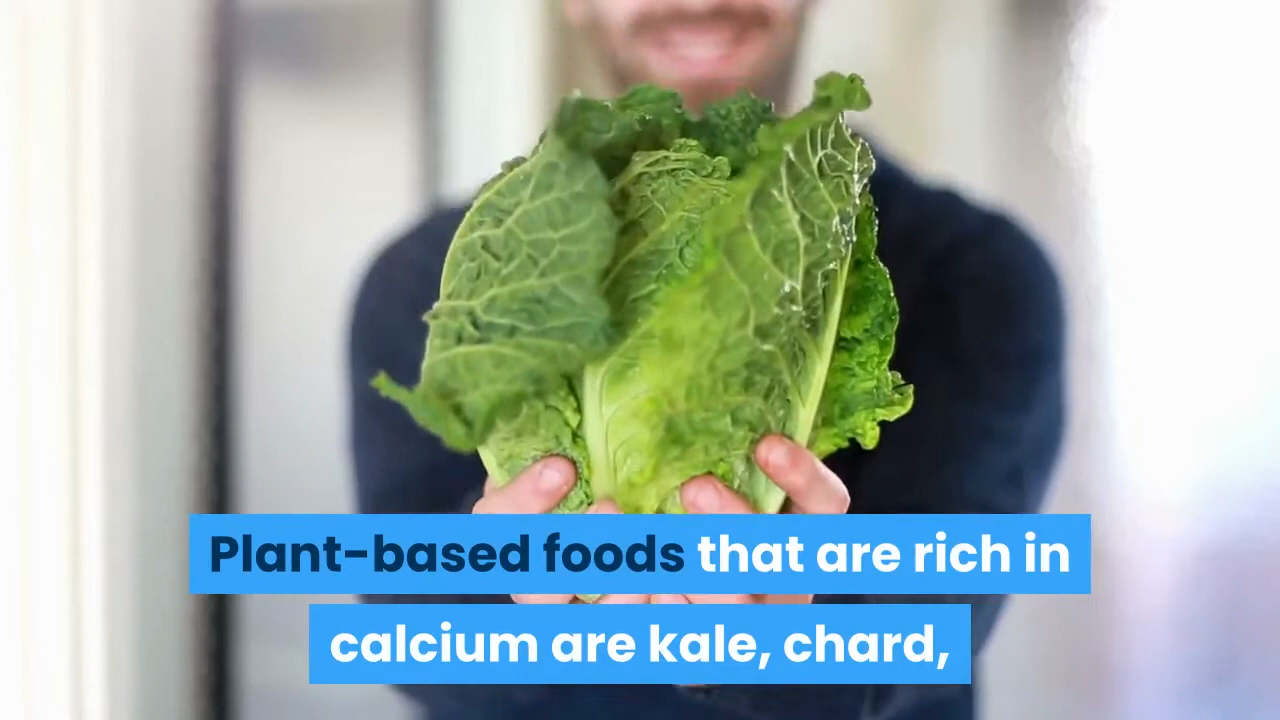 Plant-based foods that are rich in
calcium are kale, chard,